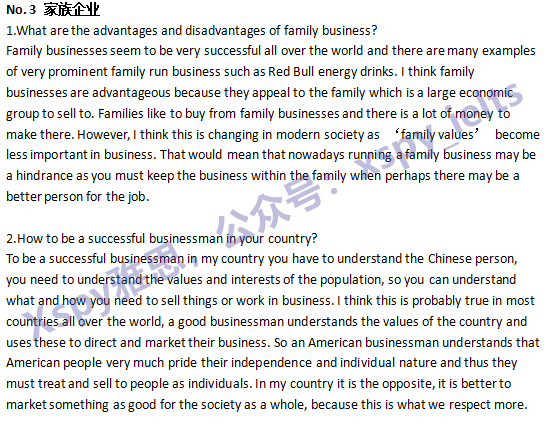 No. 3 家族企业
1.What are the advantages and disadvantages of family business?
Family businesses seem to be very successful all over the world and there are many examples
of very prominent family run business such as Red Bull energy drinks. I think family
businesses are advantageous because they appeal to the family which is a large economic
group to sell to. Families like to buy from family businesses and there is a lot of money to
make there. However, I think this is changing in modern society as ‘family values’ become
less important in business. That would mean that nowadays running a family business may be
a hindrance as you must keep the business within the family when perhaps there may be a
better person for the job.
2.How to be a successful businessman in your country?
To be a successful businessman in my country you have to understand the Chinese person,
you need to understand the values and interests of the population, so you can understand
what and how you need to sell things or work in business. I think this is probably true in most
countries all over the world, a good businessman understands the values of the country and
uses these to direct and market their business. So an American businessman understands that
American people very much pride their independence and individual nature and thus they
must treat and sell to people as individuals. In my country it is the opposite, it is better to
market something as good for the society as a whole, because this is what we respect more.
xspy雅思，公众号：xspy_ielts